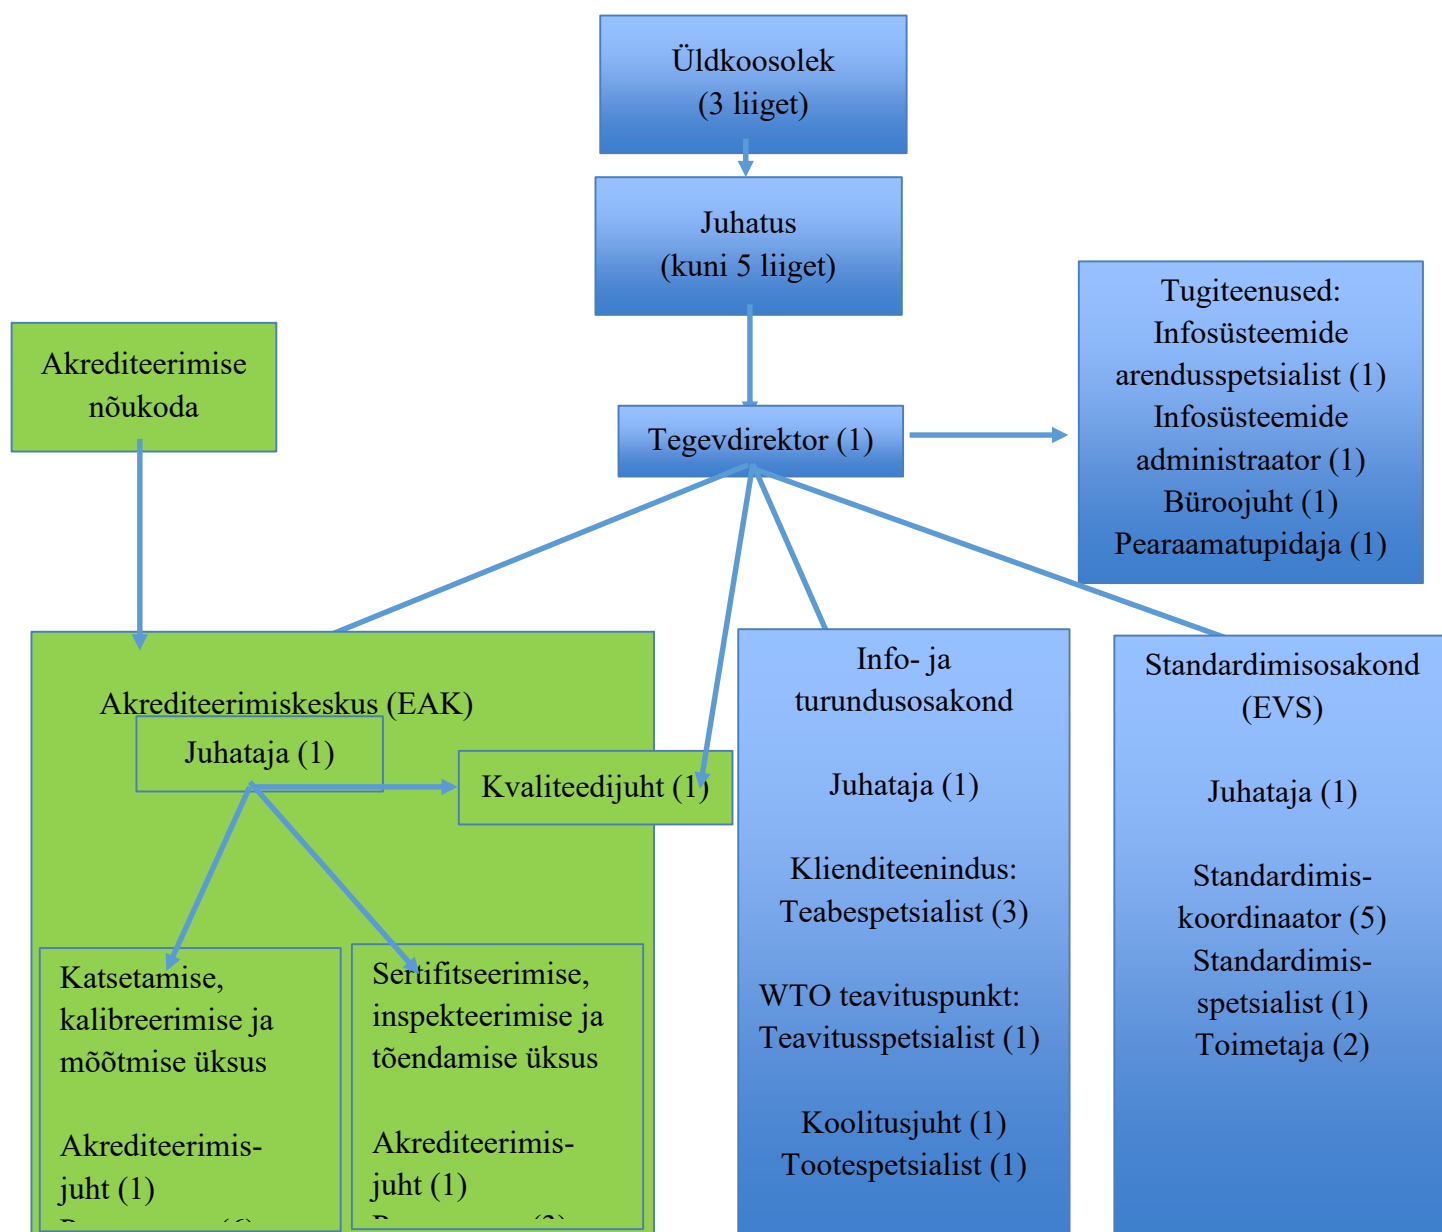 Üldkoosolek
(3 liiget)
Juhatus
(kuni 5 liiget)
Tugiteenused:
Infosüsteemide
arendusspetsialist (1)
Infosüsteemide
administraator (1)
Büroojuht (1)
Pearaamatupidaja (1)
Akrediteerimise
nõukoda
Tegevdirektor (1)
Akrediteerimiskeskus (EAK)
Juhataja (1)
Kvaliteedijuht (1)
Katsetamise,
kalibreerimise ja
mõõtmise üksus
Akrediteerimis-
juht (1)
Sertifitseerimise,
inspekteerimise ja
tõendamise üksus
Akrediteerimis-
juht (1)
Info- ja
turundusosakond
Juhataja (1)
Klienditeenindus:
Teabespetsialist (3)
WTO teavituspunkt:
Teavitusspetsialist (1)
Koolitusjuht (1)
Tootespetsialist (1)
Standardimisosakond
(EVS)
Juhataja (1)
Standardimis-
koordinaator (5)
Standardimis-
spetsialist (1)
Toimetaja (2)